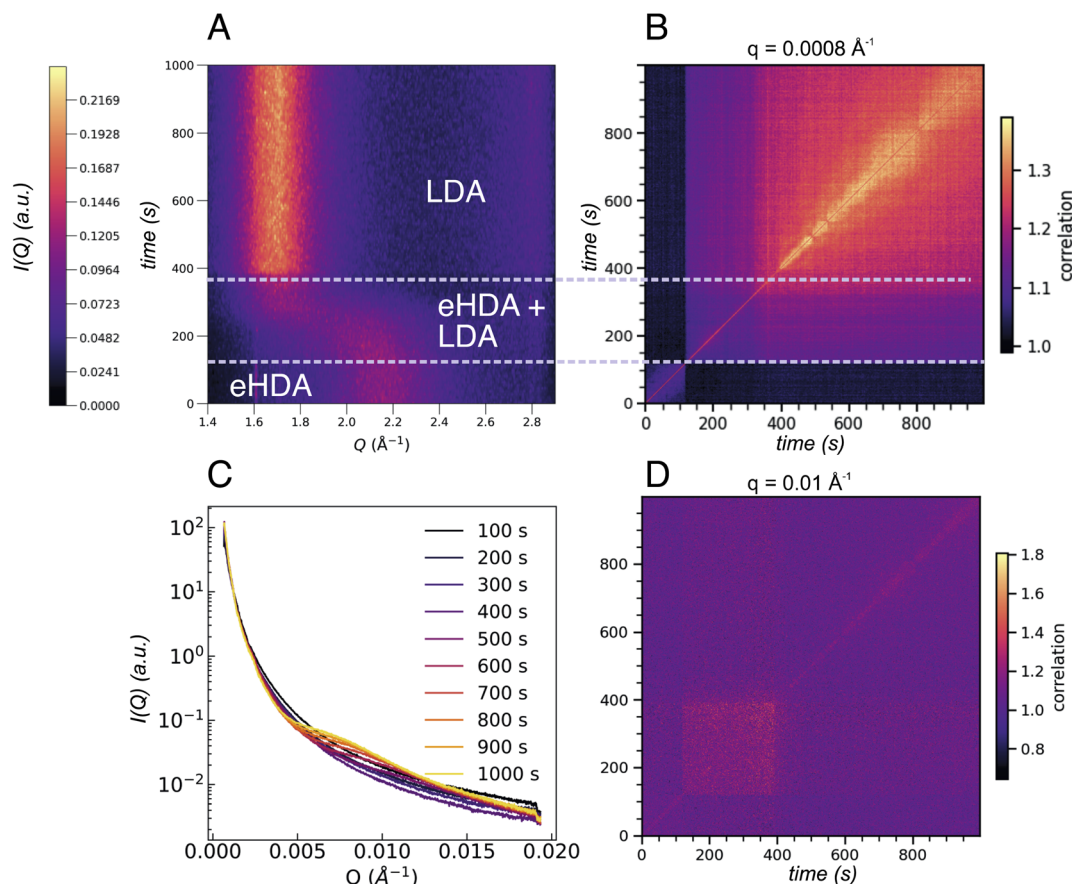 A
B
q = 0.0008 Å⁻¹
I(Q) (a.u.)
0.2169
0.1928
0.1687
0.1446
0.1205
0.0964
0.0723
0.0482
0.0241
0.0000
time (s)
1000
800
600
400
200
0
LDA
eHDA +
LDA
eHDA
1.4 1.6 1.8 2.0 2.2 2.4 2.6 2.8
Q (Å⁻¹)
time (s)
800
600
400
200
0
0 200 400 600 800
time (s)
1.3
1.2
1.1
1.0
correlation
C
D
q = 0.01 Å⁻¹
I(Q) (a.u.)
10²
10¹
10⁰
10⁻¹
10⁻²
100 s
200 s
300 s
400 s
500 s
600 s
700 s
800 s
900 s
1000 s
0.000 0.005 0.010 0.015 0.020
Q (Å⁻¹)
800
600
400
200
0
0 200 400 600 800
time (s)
1.8
1.6
1.4
1.2
1.0
0.8
correlation